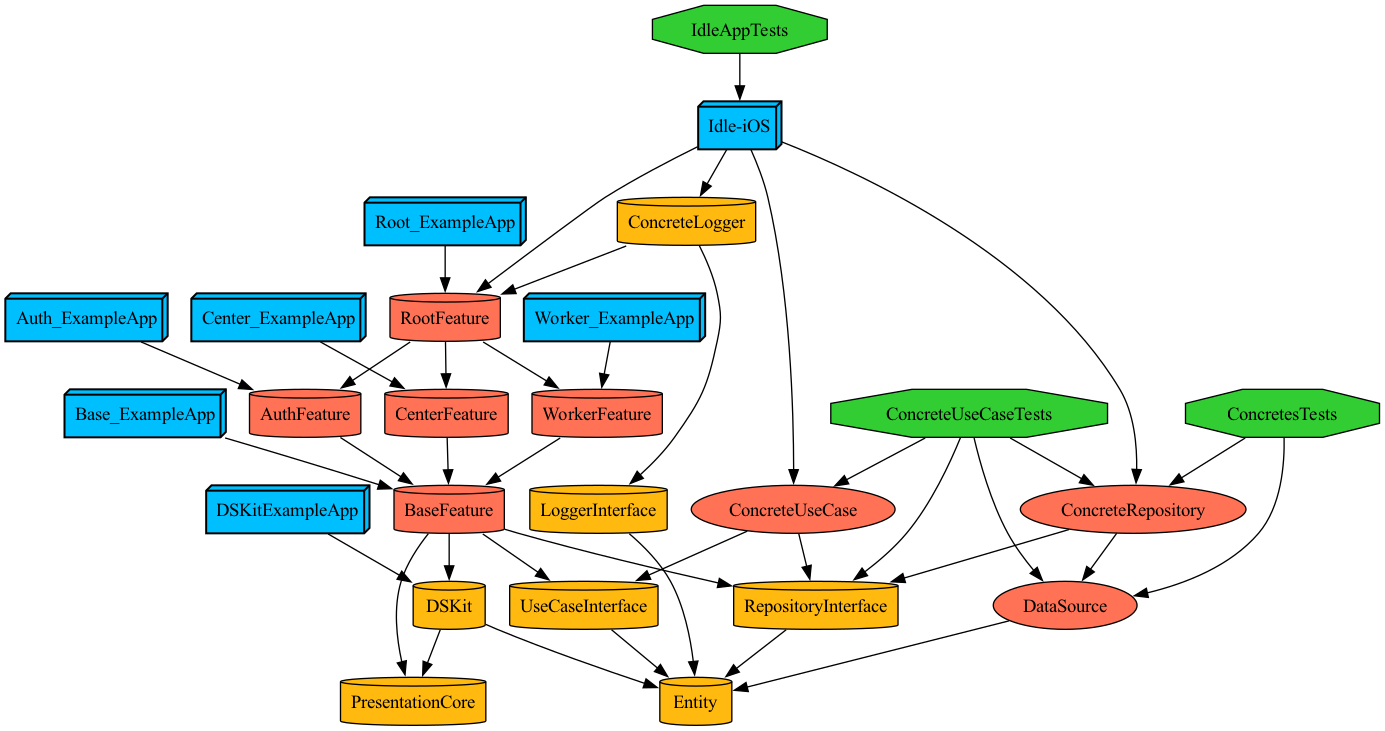 IdleAppTests
Idle-iOS
Root_ExampleApp
ConcreteLogger
Auth_ExampleApp
Center_ExampleApp
RootFeature
Worker_ExampleApp
Base_ExampleApp
AuthFeature
CenterFeature
WorkerFeature
ConcreteUseCaseTests
ConcretesTests
DSKitExampleApp
BaseFeature
LoggerInterface
ConcreteUseCase
ConcreteRepository
DSKit
UseCaseInterface
RepositoryInterface
DataSource
PresentationCore
Entity